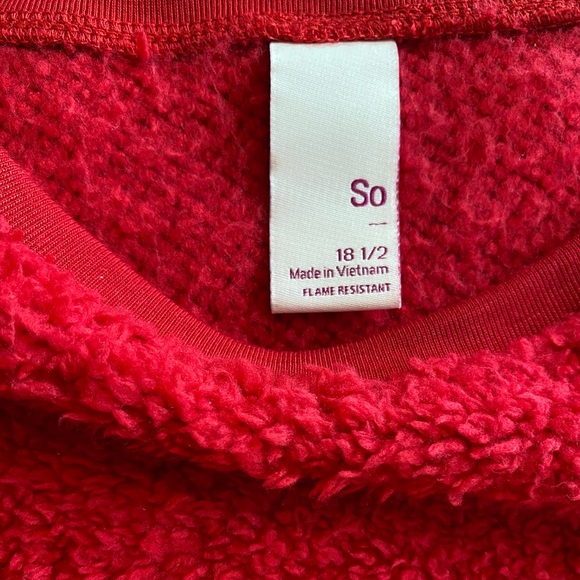 So
18 1/2
Made in Vietnam
FLAME RESISTANT